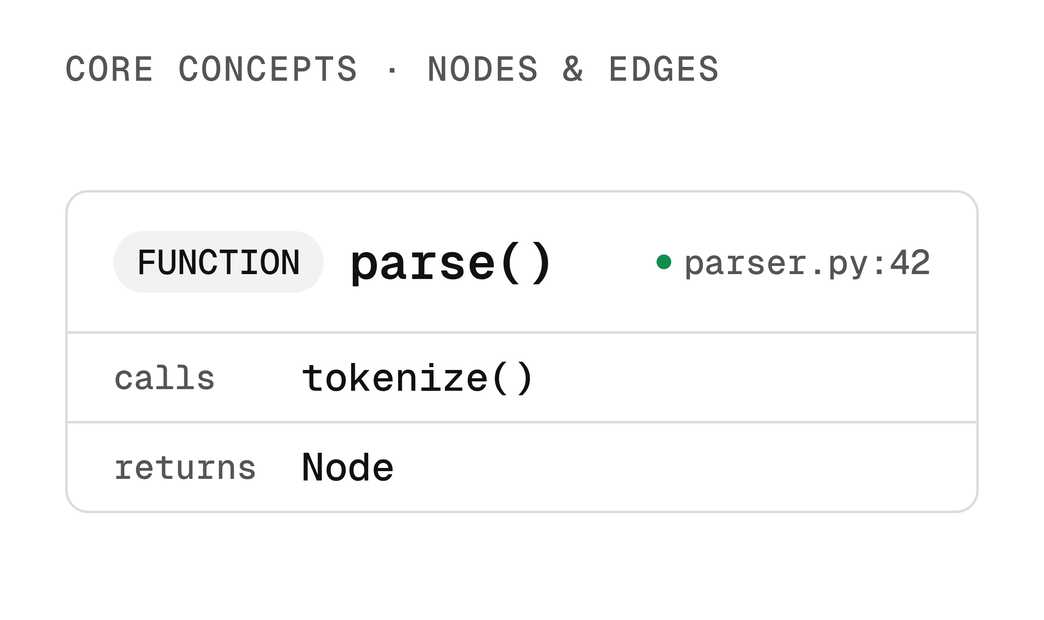 CORE CONCEPTS · NODES & EDGES
FUNCTION parse() parser.py:42
calls tokenize()
returns Node